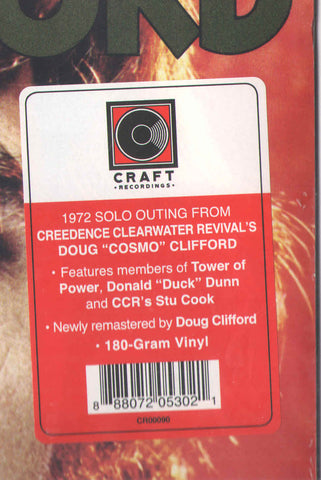 CRAFT
• RECORDINGS •
1972 SOLO OUTING FROM
CREEDENCE CLEARWATER REVIVAL'S
DOUG "COSMO" CLIFFORD
• Features members of Tower of
Power, Donald "Duck" Dunn
and CCR's Stu Cook
• Newly remastered by Doug Clifford
• 180-Gram Vinyl
8 88072 05302 1
CR00090